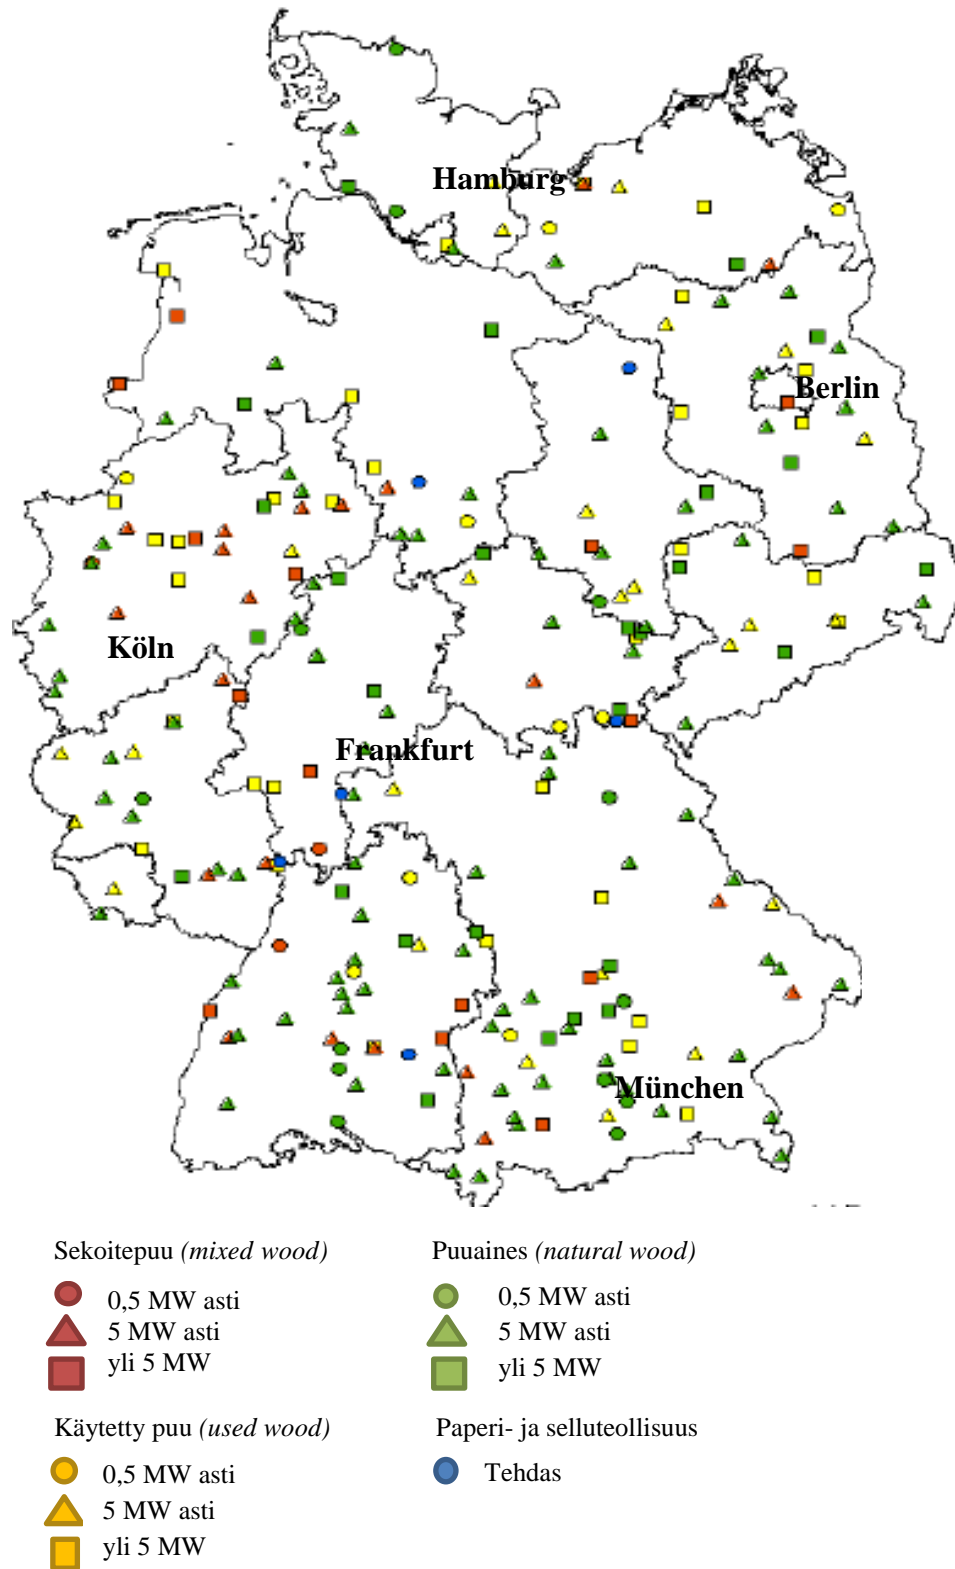 Hamburg
Berlin
Köln
Frankfurt
München
Sekoitepuu (mixed wood)
0,5 MW asti
5 MW asti
yli 5 MW
Puuaines (natural wood)
0,5 MW asti
5 MW asti
yli 5 MW
Käytetty puu (used wood)
0,5 MW asti
5 MW asti
yli 5 MW
Paperi- ja selluteollisuus
Tehdas